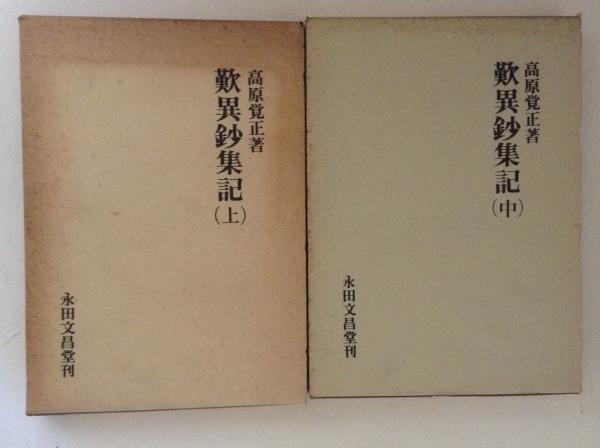 高原覚正著
歎異鈔集記(上)
永田文昌堂刊
高原覚正著
歎異鈔集記(中)
永田文昌堂刊